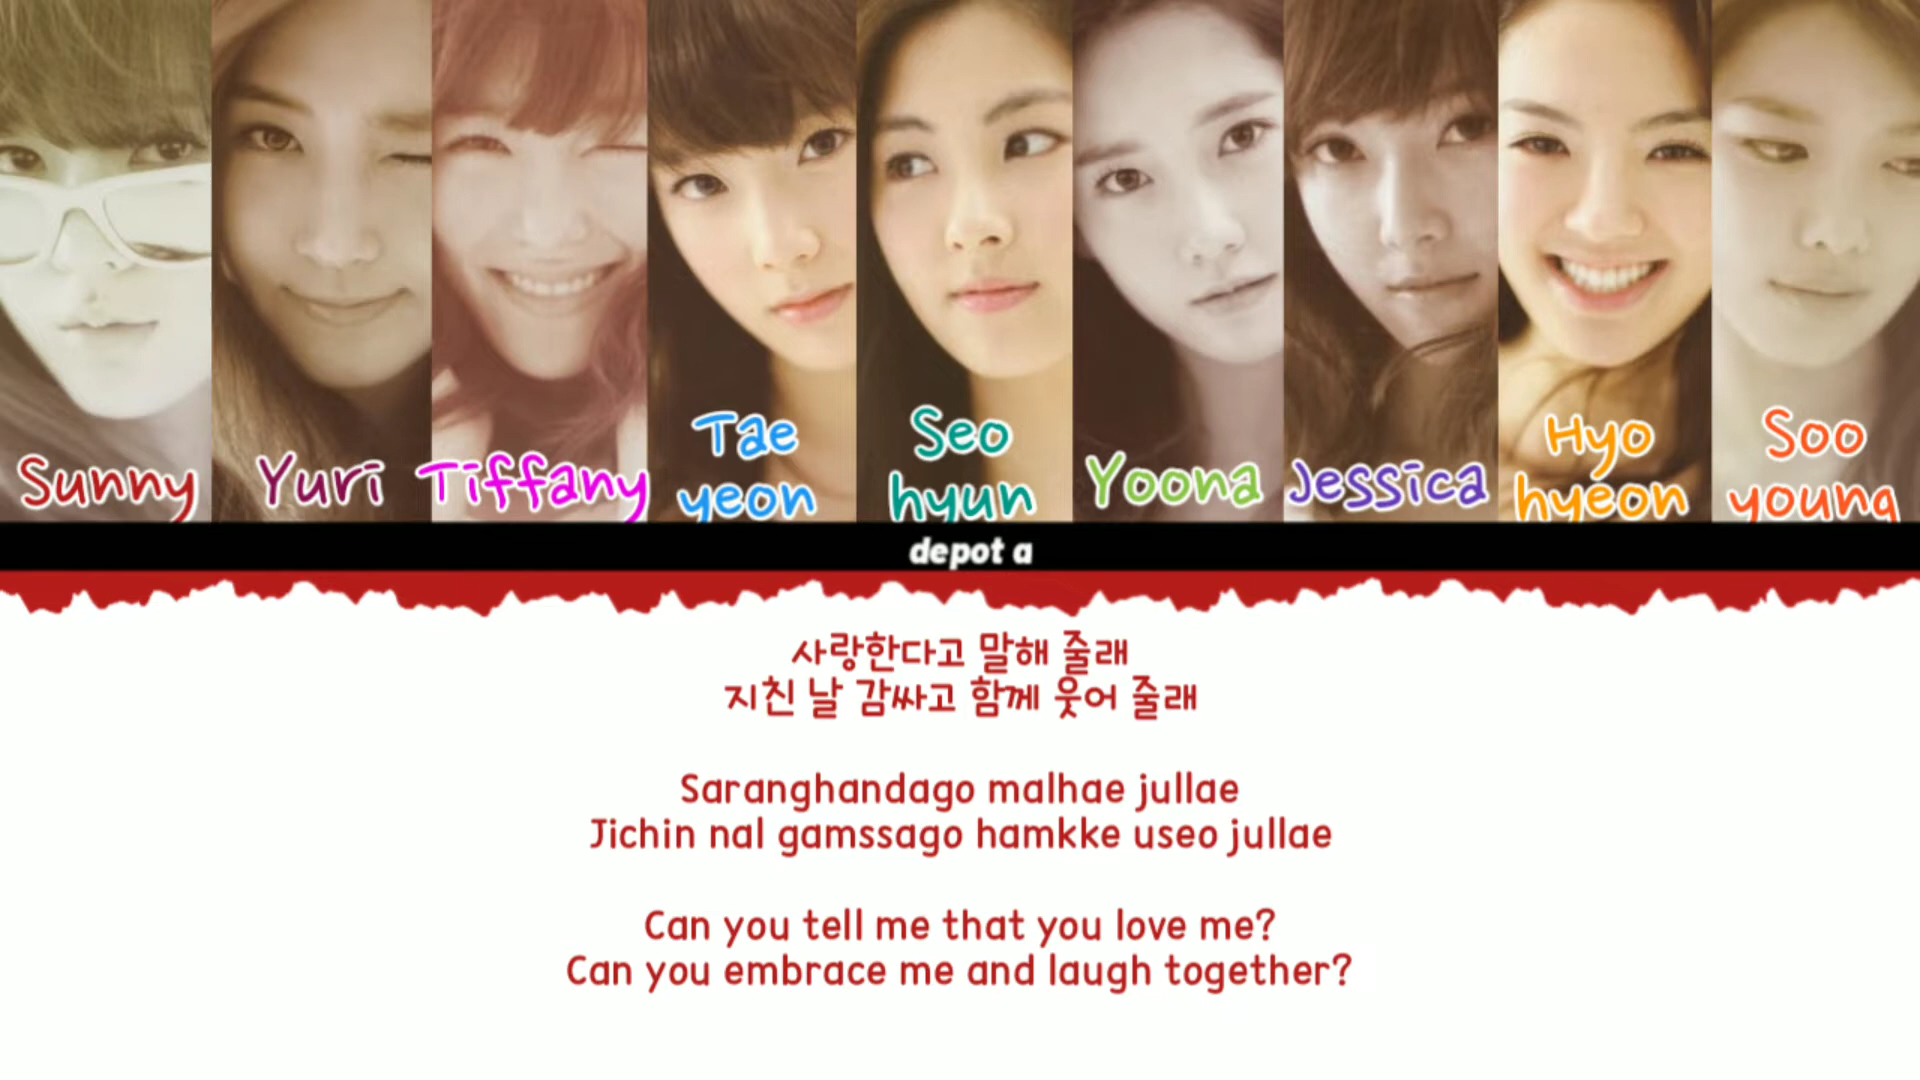 Sunny
Yuri
Tiffany
Tae
yeon
Seo
hyun
Yoona
Jessica
Hyo
hyeon
Soo
young
depot a
사랑한다고 말해 줄래
지친 날 감싸고 함께 웃어 줄래
Saranghandago malhae jullae
Jichin nal gamssago hamkke useo jullae
Can you tell me that you love me?
Can you embrace me and laugh together?